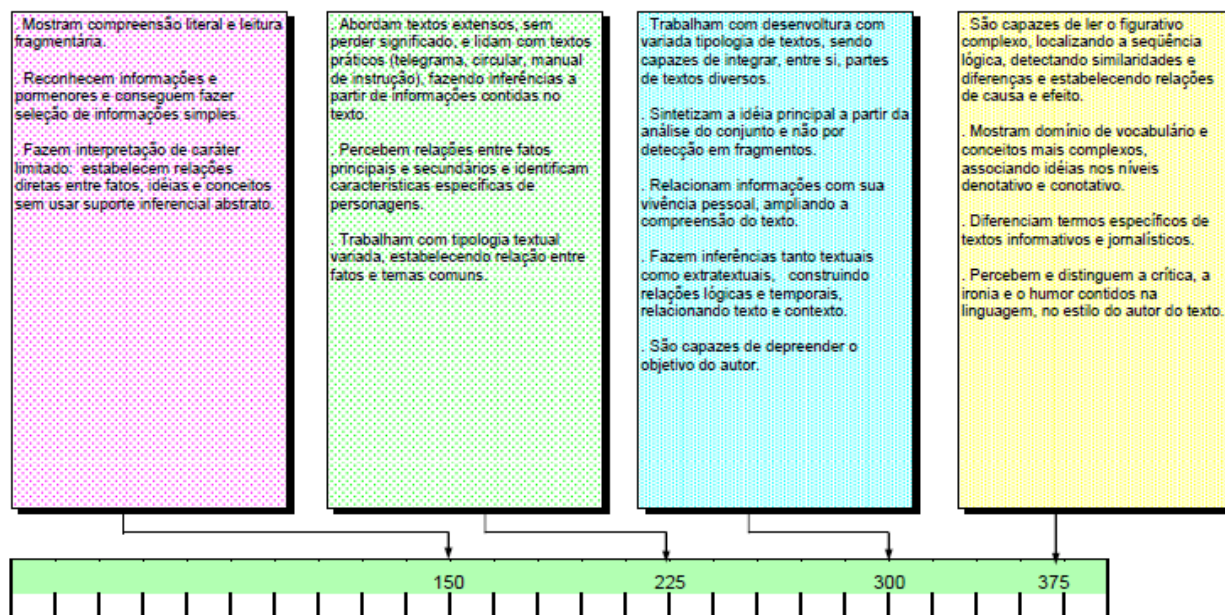 . Mostram compreensão literal e leitura
fragmentária.
. Reconhecem informações e
pormenores e conseguem fazer
seleção de informações simples.
. Fazem interpretação de caráter
limitado: estabelecem relações
diretas entre fatos, idéias e conceitos
sem usar suporte inferencial abstrato.
. Abordam textos extensos, sem
perder significado, e lidam com textos
práticos (telegrama, circular, manual
de instrução), fazendo inferências a
partir de informações contidas no
texto.
. Percebem relações entre fatos
principais e secundários e identificam
características específicas de
personagens.
. Trabalham com tipologia textual
variada, estabelecendo relação entre
fatos e temas comuns.
. Trabalham com desenvoltura com
variada tipologia de textos, sendo
capazes de integrar, entre si, partes
de textos diversos.
. Sintetizam a idéia principal a partir da
análise do conjunto e não por
detecção em fragmentos.
. Relacionam informações com sua
vivência pessoal, ampliando a
compreensão do texto.
. Fazem inferências tanto textuais
como extratextuais, construindo
relações lógicas e temporais,
relacionando texto e contexto.
. São capazes de depreender o
objetivo do autor.
. São capazes de ler o figurativo
complexo, localizando a seqüência
lógica, detectando similaridades e
diferenças e estabelecendo relações
de causa e efeito.
. Mostram domínio de vocabulário e
conceitos mais complexos,
associando idéias nos níveis
denotativo e conotativo.
. Diferenciam termos específicos de
textos informativos e jornalísticos.
. Percebem e distinguem a crítica, a
ironia e o humor contidos na
linguagem, no estilo do autor do texto.
150 225 300 375